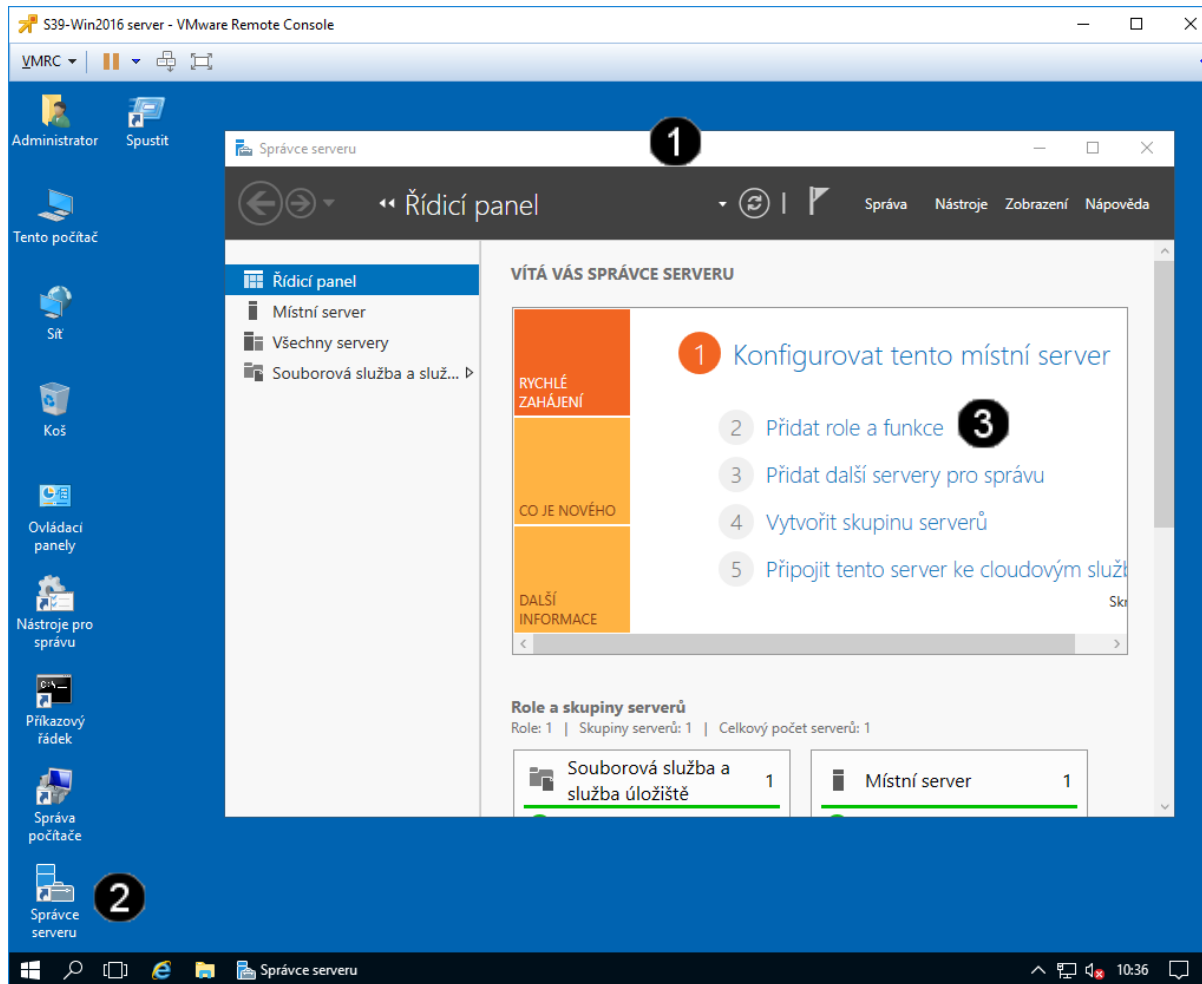 S39-Win2016 server - VMware Remote Console
VMRC
Administrator
Spustit
Tento počítač
Síť
Koš
Ovládací
panely
Nástroje pro
správu
Příkazový
řádek
Správa
počítače
Správce
serveru
2
Správce serveru
1
Řídicí panel
Správa
Nástroje
Zobrazení
Nápověda
Řídicí panel
Místní server
Všechny servery
Souborová služba a služ...
VÍTÁ VÁS SPRÁVCE SERVERU
RYCHLÉ
ZAHÁJENÍ
CO JE NOVÉHO
DALŠÍ
INFORMACE
1 Konfigurovat tento místní server
2 Přidat role a funkce
3
3 Přidat další servery pro správu
4 Vytvořit skupinu serverů
5 Připojit tento server ke cloudovým služ
Skr
Role a skupiny serverů
Role: 1 | Skupiny serverů: 1 | Celkový počet serverů: 1
Souborová služba a
služba úložiště
1
Místní server
1
Správce serveru
10:36